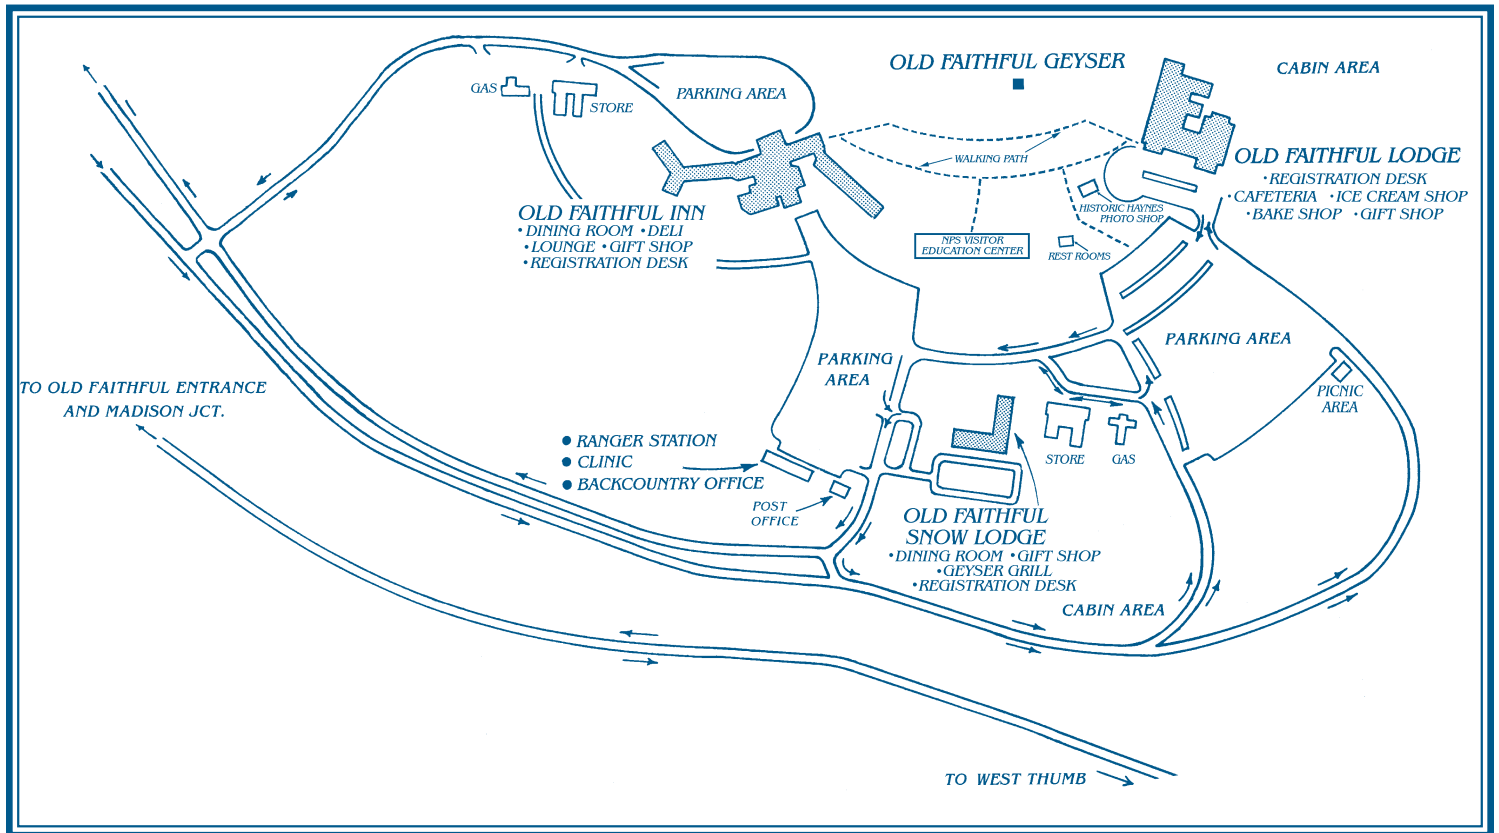 OLD FAITHFUL GEYSER
CABIN AREA
GAS
STORE
PARKING AREA
WALKING PATH
OLD FAITHFUL LODGE
•REGISTRATION DESK
•CAFETERIA •ICE CREAM SHOP
•BAKE SHOP •GIFT SHOP
HISTORIC HAYNES
PHOTO SHOP
OLD FAITHFUL INN
•DINING ROOM •DELI
•LOUNGE •GIFT SHOP
•REGISTRATION DESK
NPS VISITOR
EDUCATION CENTER
REST ROOMS
PARKING AREA
PARKING
AREA
TO OLD FAITHFUL ENTRANCE
AND MADISON JCT.
PICNIC
AREA
• RANGER STATION
• CLINIC
• BACKCOUNTRY OFFICE
STORE
GAS
POST
OFFICE
OLD FAITHFUL
SNOW LODGE
•DINING ROOM •GIFT SHOP
•GEYSER GRILL
•REGISTRATION DESK
CABIN AREA
TO WEST THUMB